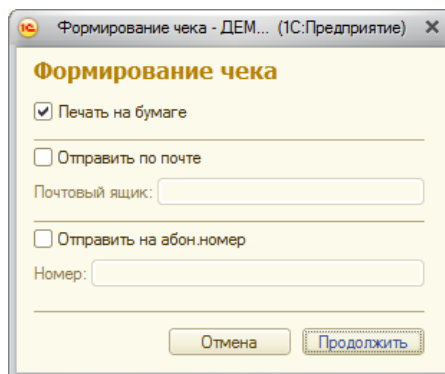 1С Формирование чека - ДЕМ... (1С:Предприятие)
Формирование чека
Печать на бумаге
Отправить по почте
Почтовый ящик:
Отправить на абон.номер
Номер:
Отмена Продолжить